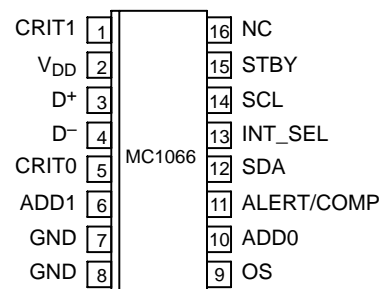 CRIT1 1 16 NC
VDD 2 15 STBY
D+ 3 14 SCL
D− 4 13 INT_SEL
MC1066
CRIT0 5 12 SDA
ADD1 6 11 ALERT/COMP
GND 7 10 ADD0
GND 8 9 OS